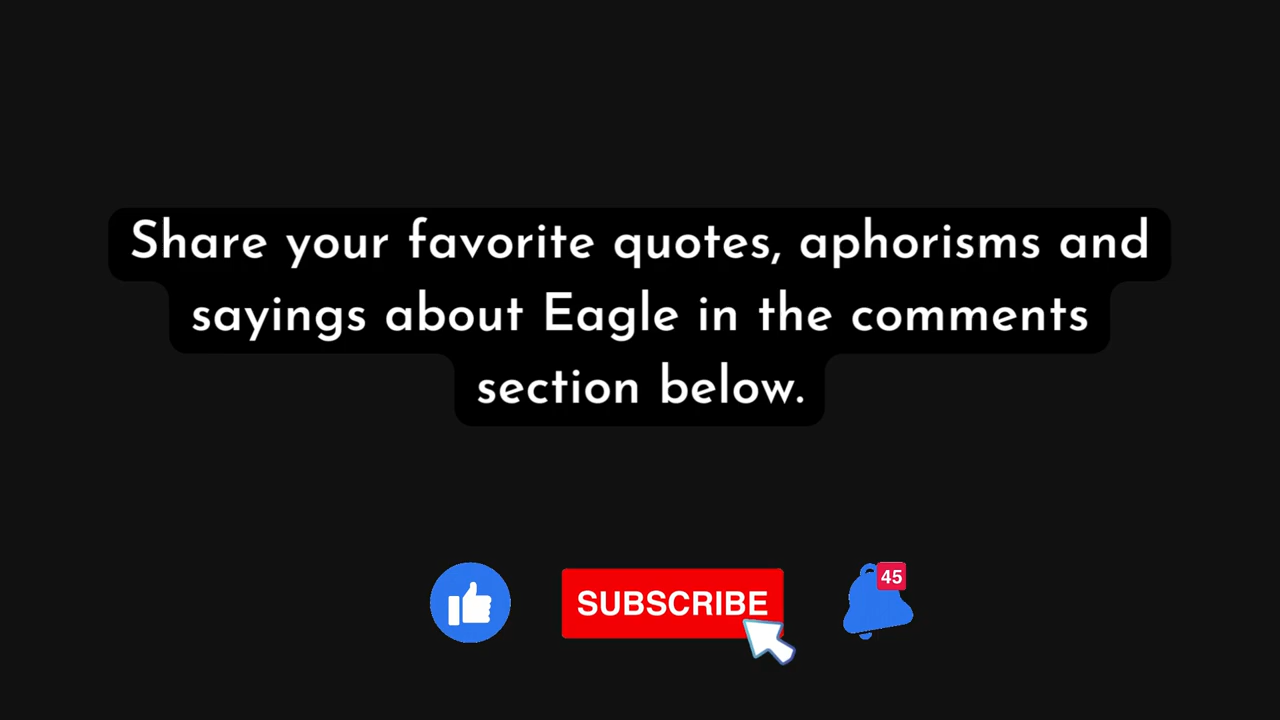 Share your favorite quotes, aphorisms and
sayings about Eagle in the comments
section below.
SUBSCRIBE
45